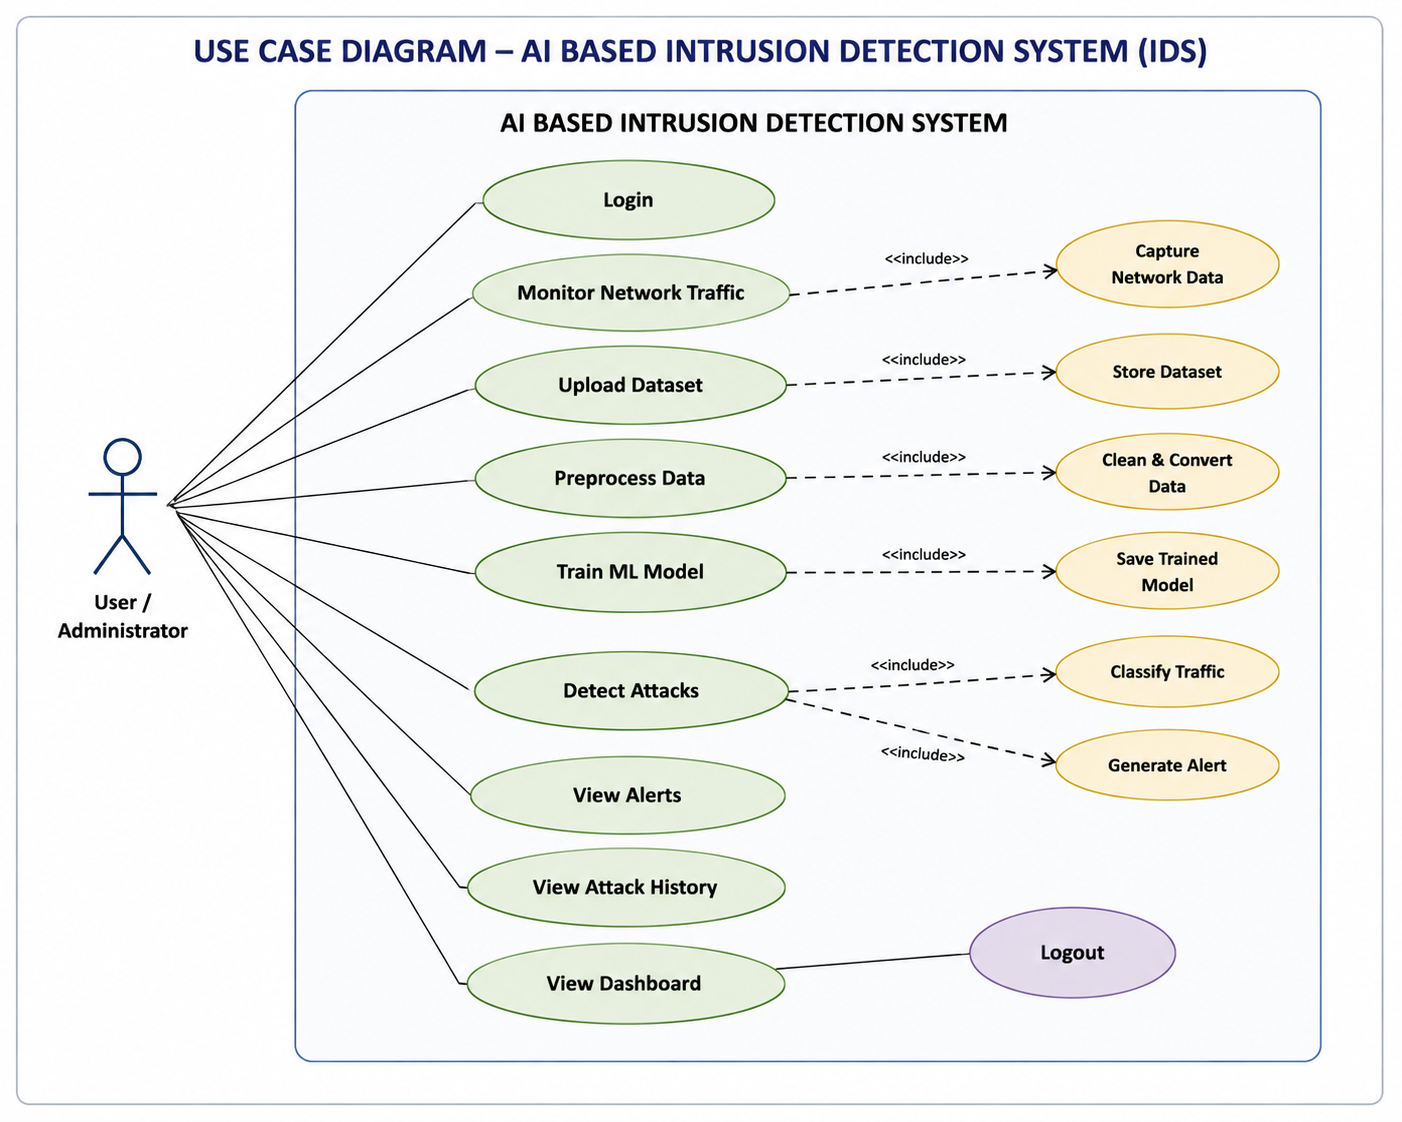 USE CASE DIAGRAM – AI BASED INTRUSION DETECTION SYSTEM (IDS)
AI BASED INTRUSION DETECTION SYSTEM
Login
Monitor Network Traffic
<<include>>
Capture
Network Data
Upload Dataset
<<include>>
Store Dataset
Preprocess Data
<<include>>
Clean & Convert
Data
Train ML Model
<<include>>
Save Trained
Model
User /
Administrator
Detect Attacks
<<include>>
Classify Traffic
<<include>>
Generate Alert
View Alerts
View Attack History
View Dashboard
Logout